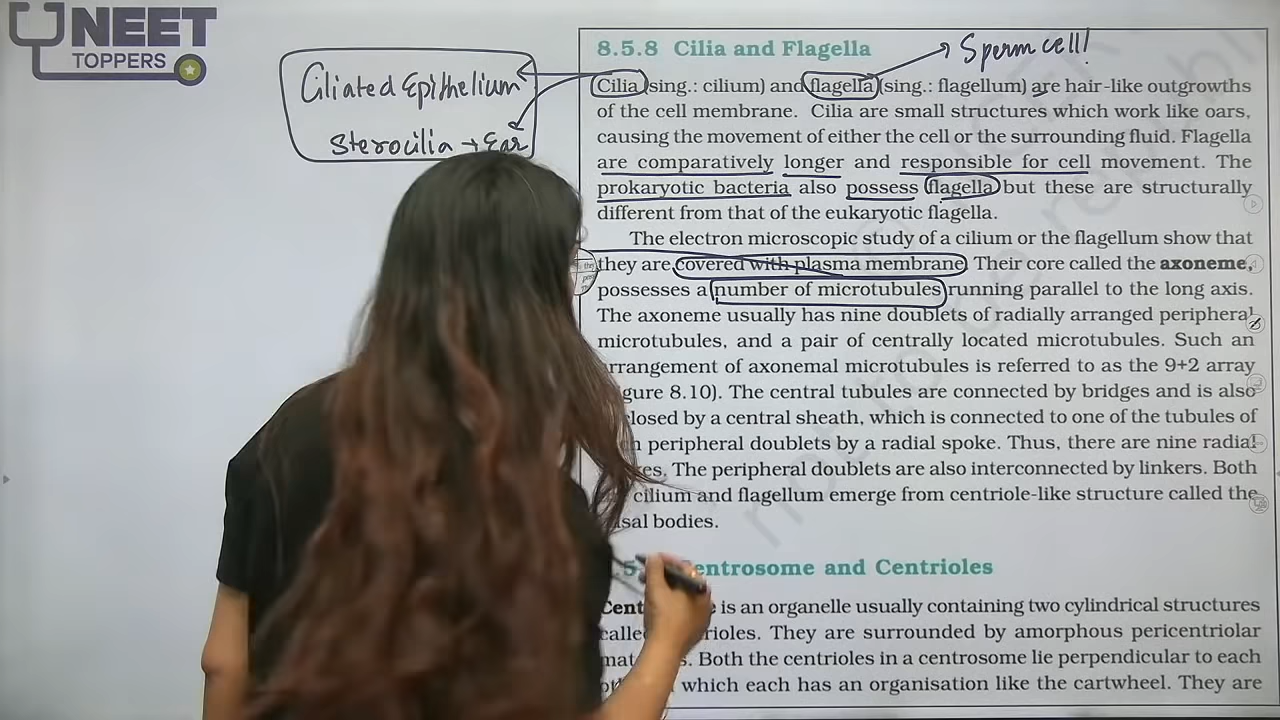 NEET
TOPPERS
Ciliated Epithelium
Sterocilia → Ear
Sperm cell!
8.5.8 Cilia and Flagella
Cilia (sing.: cilium) and flagella (sing.: flagellum) are hair-like outgrowths
of the cell membrane. Cilia are small structures which work like oars,
causing the movement of either the cell or the surrounding fluid. Flagella
are comparatively longer and responsible for cell movement. The
prokaryotic bacteria also possess flagella but these are structurally
different from that of the eukaryotic flagella.
The electron microscopic study of a cilium or the flagellum show that
they are covered with plasma membrane. Their core called the axoneme,
possesses a number of microtubules running parallel to the long axis.
The axoneme usually has nine doublets of radially arranged peripheral
microtubules, and a pair of centrally located microtubules. Such an
rrangement of axonemal microtubules is referred to as the 9+2 array
gure 8.10). The central tubules are connected by bridges and is also
closed by a central sheath, which is connected to one of the tubules of
peripheral doublets by a radial spoke. Thus, there are nine radial
es. The peripheral doublets are also interconnected by linkers. Both
cilium and flagellum emerge from centriole-like structure called the
sal bodies.
entrosome and Centrioles
Cent e is an organelle usually containing two cylindrical structures
calle rioles. They are surrounded by amorphous pericentriolar
mat s. Both the centrioles in a centrosome lie perpendicular to each
which each has an organisation like the cartwheel. They are